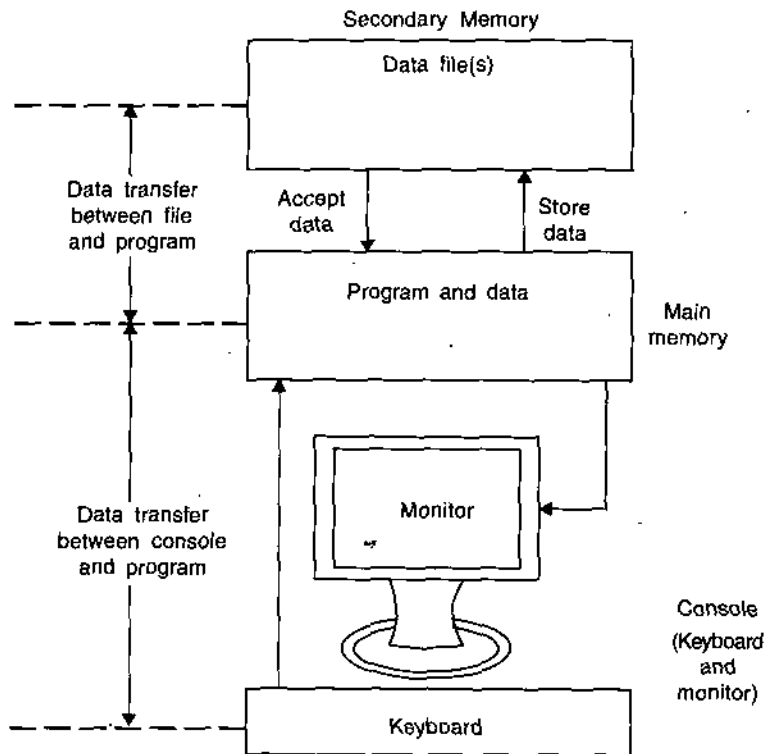 Secondary Memory
Data file(s)
Data transfer
between file
and program
Accept
data
Store
data
Program and data
Main
memory
Monitor
Data transfer
between console
and program
Console
(Keyboard
and
monitor)
Keyboard